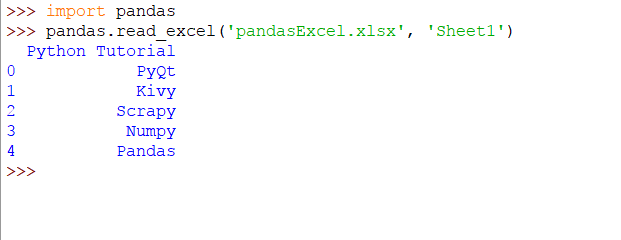 >>> import pandas
>>> pandas.read_excel('pandasExcel.xlsx', 'Sheet1')
  Python Tutorial
0            PyQt
1            Kivy
2          Scrapy
3           Numpy
4          Pandas
>>>